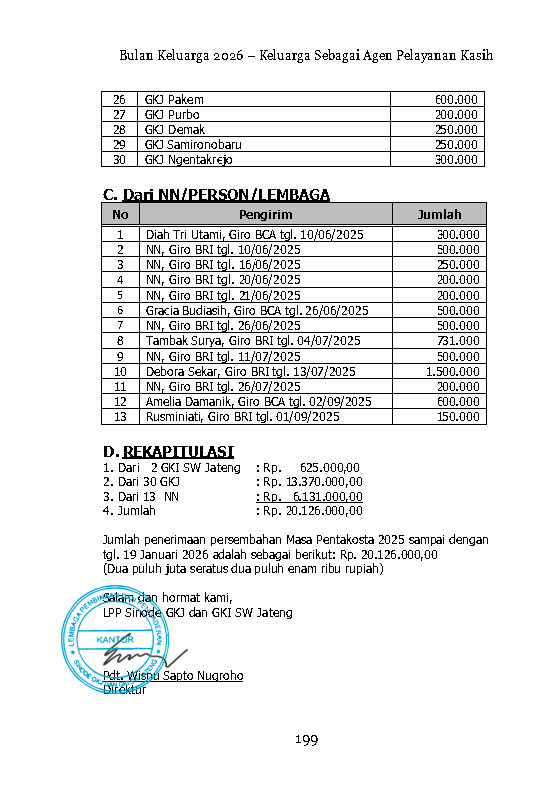 Bulan Keluarga 2026 – Keluarga Sebagai Agen Pelayanan Kasih
26 GKJ Pakem 600.000
27 GKJ Purbo 200.000
28 GKJ Demak 250.000
29 GKJ Samironobaru 250.000
30 GKJ Ngentakrejo 300.000
C. Dari NN/PERSON/LEMBAGA
No Pengirim Jumlah
1 Diah Tri Utami, Giro BCA tgl. 10/06/2025 300.000
2 NN, Giro BRI tgl. 10/06/2025 500.000
3 NN, Giro BRI tgl. 16/06/2025 250.000
4 NN, Giro BRI tgl. 20/06/2025 200.000
5 NN, Giro BRI tgl. 21/06/2025 200.000
6 Gracia Budiasih, Giro BCA tgl. 26/06/2025 500.000
7 NN, Giro BRI tgl. 26/06/2025 500.000
8 Tambak Surya, Giro BRI tgl. 04/07/2025 731.000
9 NN, Giro BRI tgl. 11/07/2025 500.000
10 Debora Sekar, Giro BRI tgl. 13/07/2025 1.500.000
11 NN, Giro BRI tgl. 26/07/2025 200.000
12 Amelia Damanik, Giro BCA tgl. 02/09/2025 600.000
13 Rusminiati, Giro BRI tgl. 01/09/2025 150.000
D. REKAPITULASI
1. Dari 2 GKI SW Jateng : Rp. 625.000,00
2. Dari 30 GKJ : Rp. 13.370.000,00
3. Dari 13 NN : Rp. 6.131.000,00
4. Jumlah : Rp. 20.126.000,00
Jumlah penerimaan persembahan Masa Pentakosta 2025 sampai dengan
tgl. 19 Januari 2026 adalah sebagai berikut: Rp. 20.126.000,00
(Dua puluh juta seratus dua puluh enam ribu rupiah)
Salam dan hormat kami,
LPP Sinode GKJ dan GKI SW Jateng
KANTOR
Pdt. Wisnu Sapto Nugroho
Direktur
199